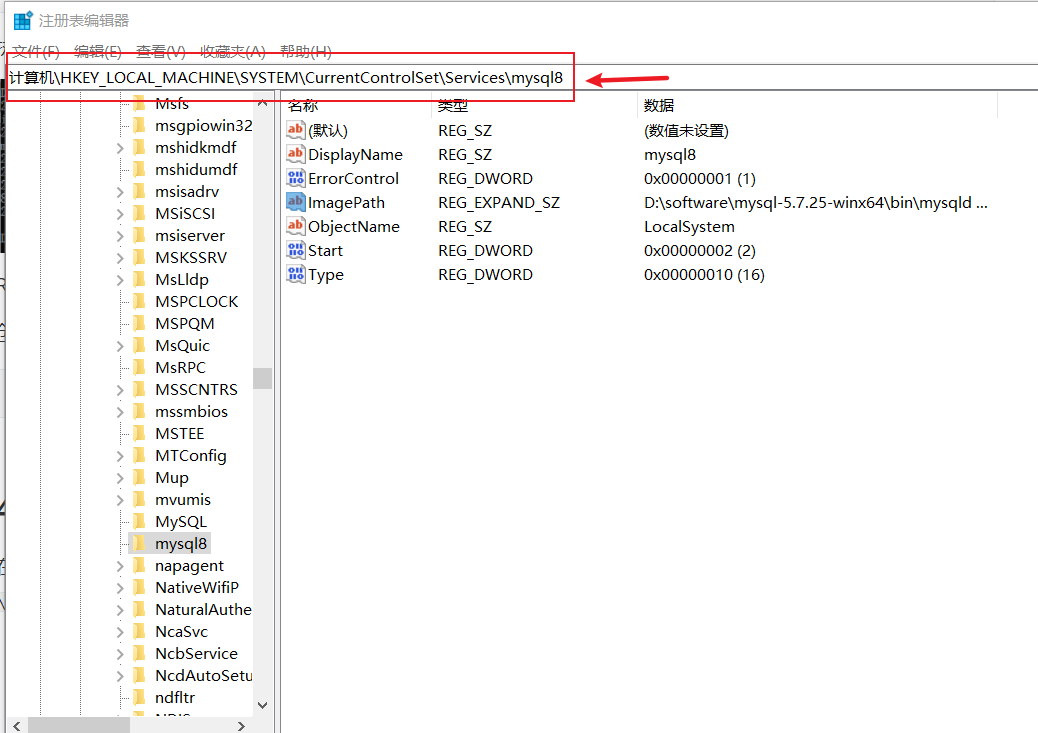 注册表编辑器
文件(F) 编辑(E) 查看(V) 收藏夹(A) 帮助(H)
计算机\HKEY_LOCAL_MACHINE\SYSTEM\CurrentControlSet\Services\mysql8
Msfs
msgpiowin32
mshidkmdf
mshidumdf
msisadrv
MSiSCSI
msiserver
MSKSSRV
MsLldp
MSPCLOCK
MSPQM
MsQuic
MsRPC
MSSCNTRS
mssmbios
MSTEE
MTConfig
Mup
mvumis
MySQL
mysql8
napagent
NativeWifiP
NaturalAuthe
NcaSvc
NcbService
NcdAutoSetu
ndfltr
名称 类型 数据
(默认) REG_SZ (数值未设置)
DisplayName REG_SZ mysql8
ErrorControl REG_DWORD 0x00000001 (1)
ImagePath REG_EXPAND_SZ D:\software\mysql-5.7.25-winx64\bin\mysqld ...
ObjectName REG_SZ LocalSystem
Start REG_DWORD 0x00000002 (2)
Type REG_DWORD 0x00000010 (16)